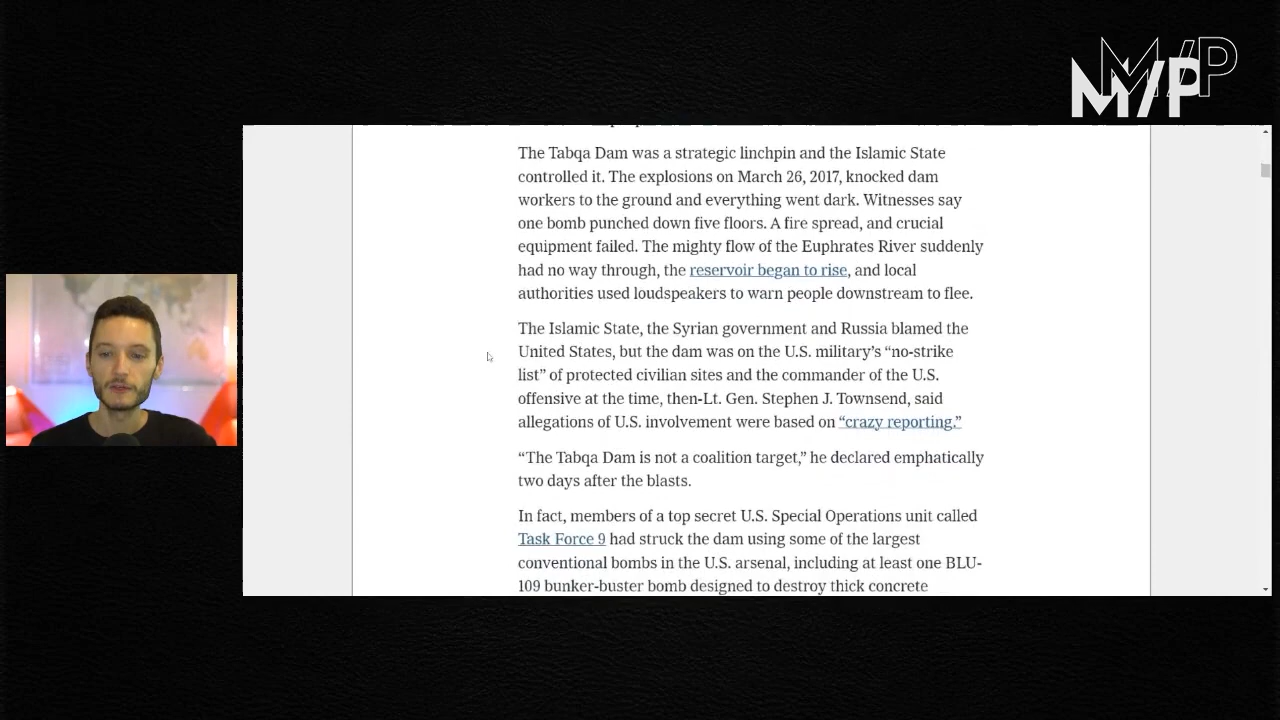 M/P
M/P
The Tabqa Dam was a strategic linchpin and the Islamic State
controlled it. The explosions on March 26, 2017, knocked dam
workers to the ground and everything went dark. Witnesses say
one bomb punched down five floors. A fire spread, and crucial
equipment failed. The mighty flow of the Euphrates River suddenly
had no way through, the reservoir began to rise, and local
authorities used loudspeakers to warn people downstream to flee.
The Islamic State, the Syrian government and Russia blamed the
United States, but the dam was on the U.S. military’s “no-strike
list” of protected civilian sites and the commander of the U.S.
offensive at the time, then-Lt. Gen. Stephen J. Townsend, said
allegations of U.S. involvement were based on “crazy reporting.”
“The Tabqa Dam is not a coalition target,” he declared emphatically
two days after the blasts.
In fact, members of a top secret U.S. Special Operations unit called
Task Force 9 had struck the dam using some of the largest
conventional bombs in the U.S. arsenal, including at least one BLU-
109 bunker-buster bomb designed to destroy thick concrete